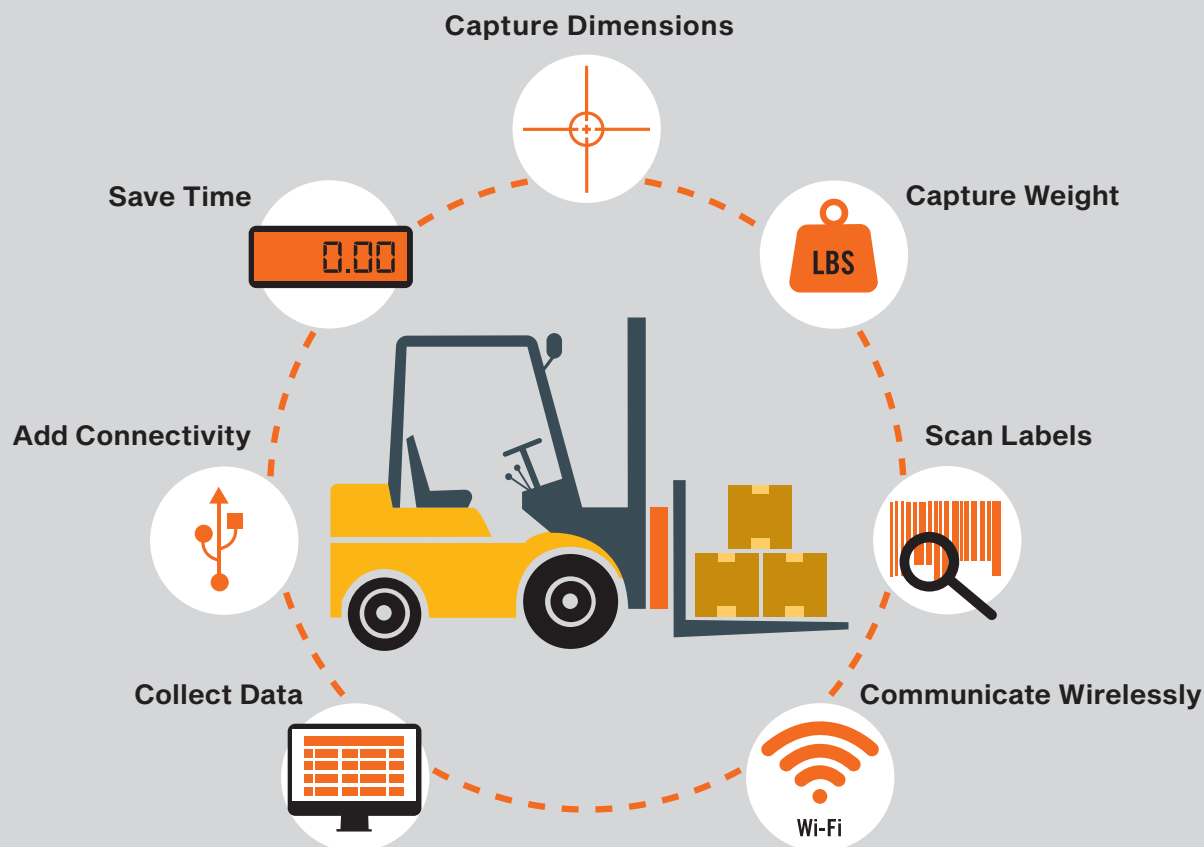 Capture Dimensions
Save Time
Capture Weight
0.00
LBS
Add Connectivity
Scan Labels
Collect Data
Communicate Wirelessly
Wi-Fi